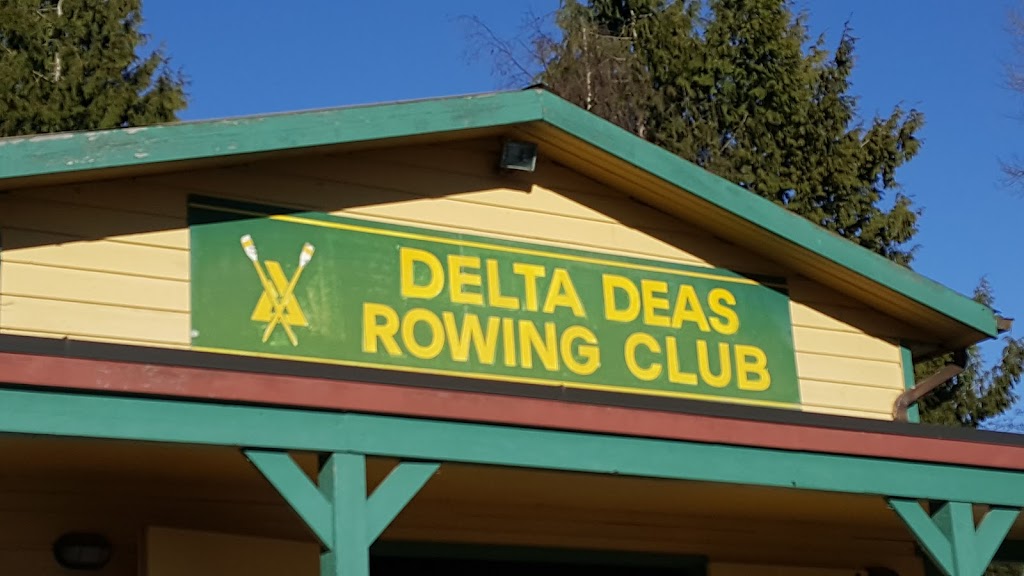 DELTA DEAS
ROWING CLUB